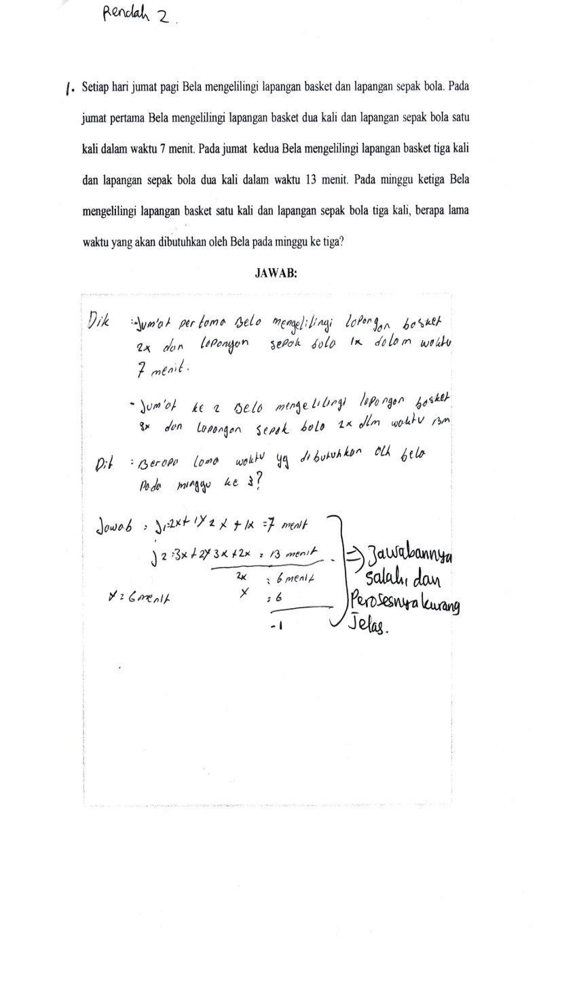 Rendah 2.
1. Setiap hari jumat pagi Bela mengelilingi lapangan basket dan lapangan sepak bola. Pada
jumat pertama Bela mengelilingi lapangan basket dua kali dan lapangan sepak bola satu
kali dalam waktu 7 menit. Pada jumat kedua Bela mengelilingi lapangan basket tiga kali
dan lapangan sepak bola dua kali dalam waktu 13 menit. Pada minggu ketiga Bela
mengelilingi lapangan basket satu kali dan lapangan sepak bola tiga kali, berapa lama
waktu yang akan dibutuhkan oleh Bela pada minggu ke tiga?
JAWAB:
Dik :-Jum'at pertama Bela mengelilingi lapangan basket
2x dan lapangan sepak bola 1x dalam waktu
7 menit.
- Jum'at ke 2 Bela mengelilingi lapangan basket
3x dan lapangan sepak bola 2x dlm waktu 13m
Dit : Berapa lama waktu yg dibutuhkan olh bela
Pada minggu ke 3?
Jawab : J1:2x+1y 2x + 1x =7 menit
J2:3x+2y 3x+2x = 13 menit -
2x : 6 menit
x = 6
x = 6 menit
-1
=> Jawabannya
salah, dan
Perosesnya kurang
Jelas.